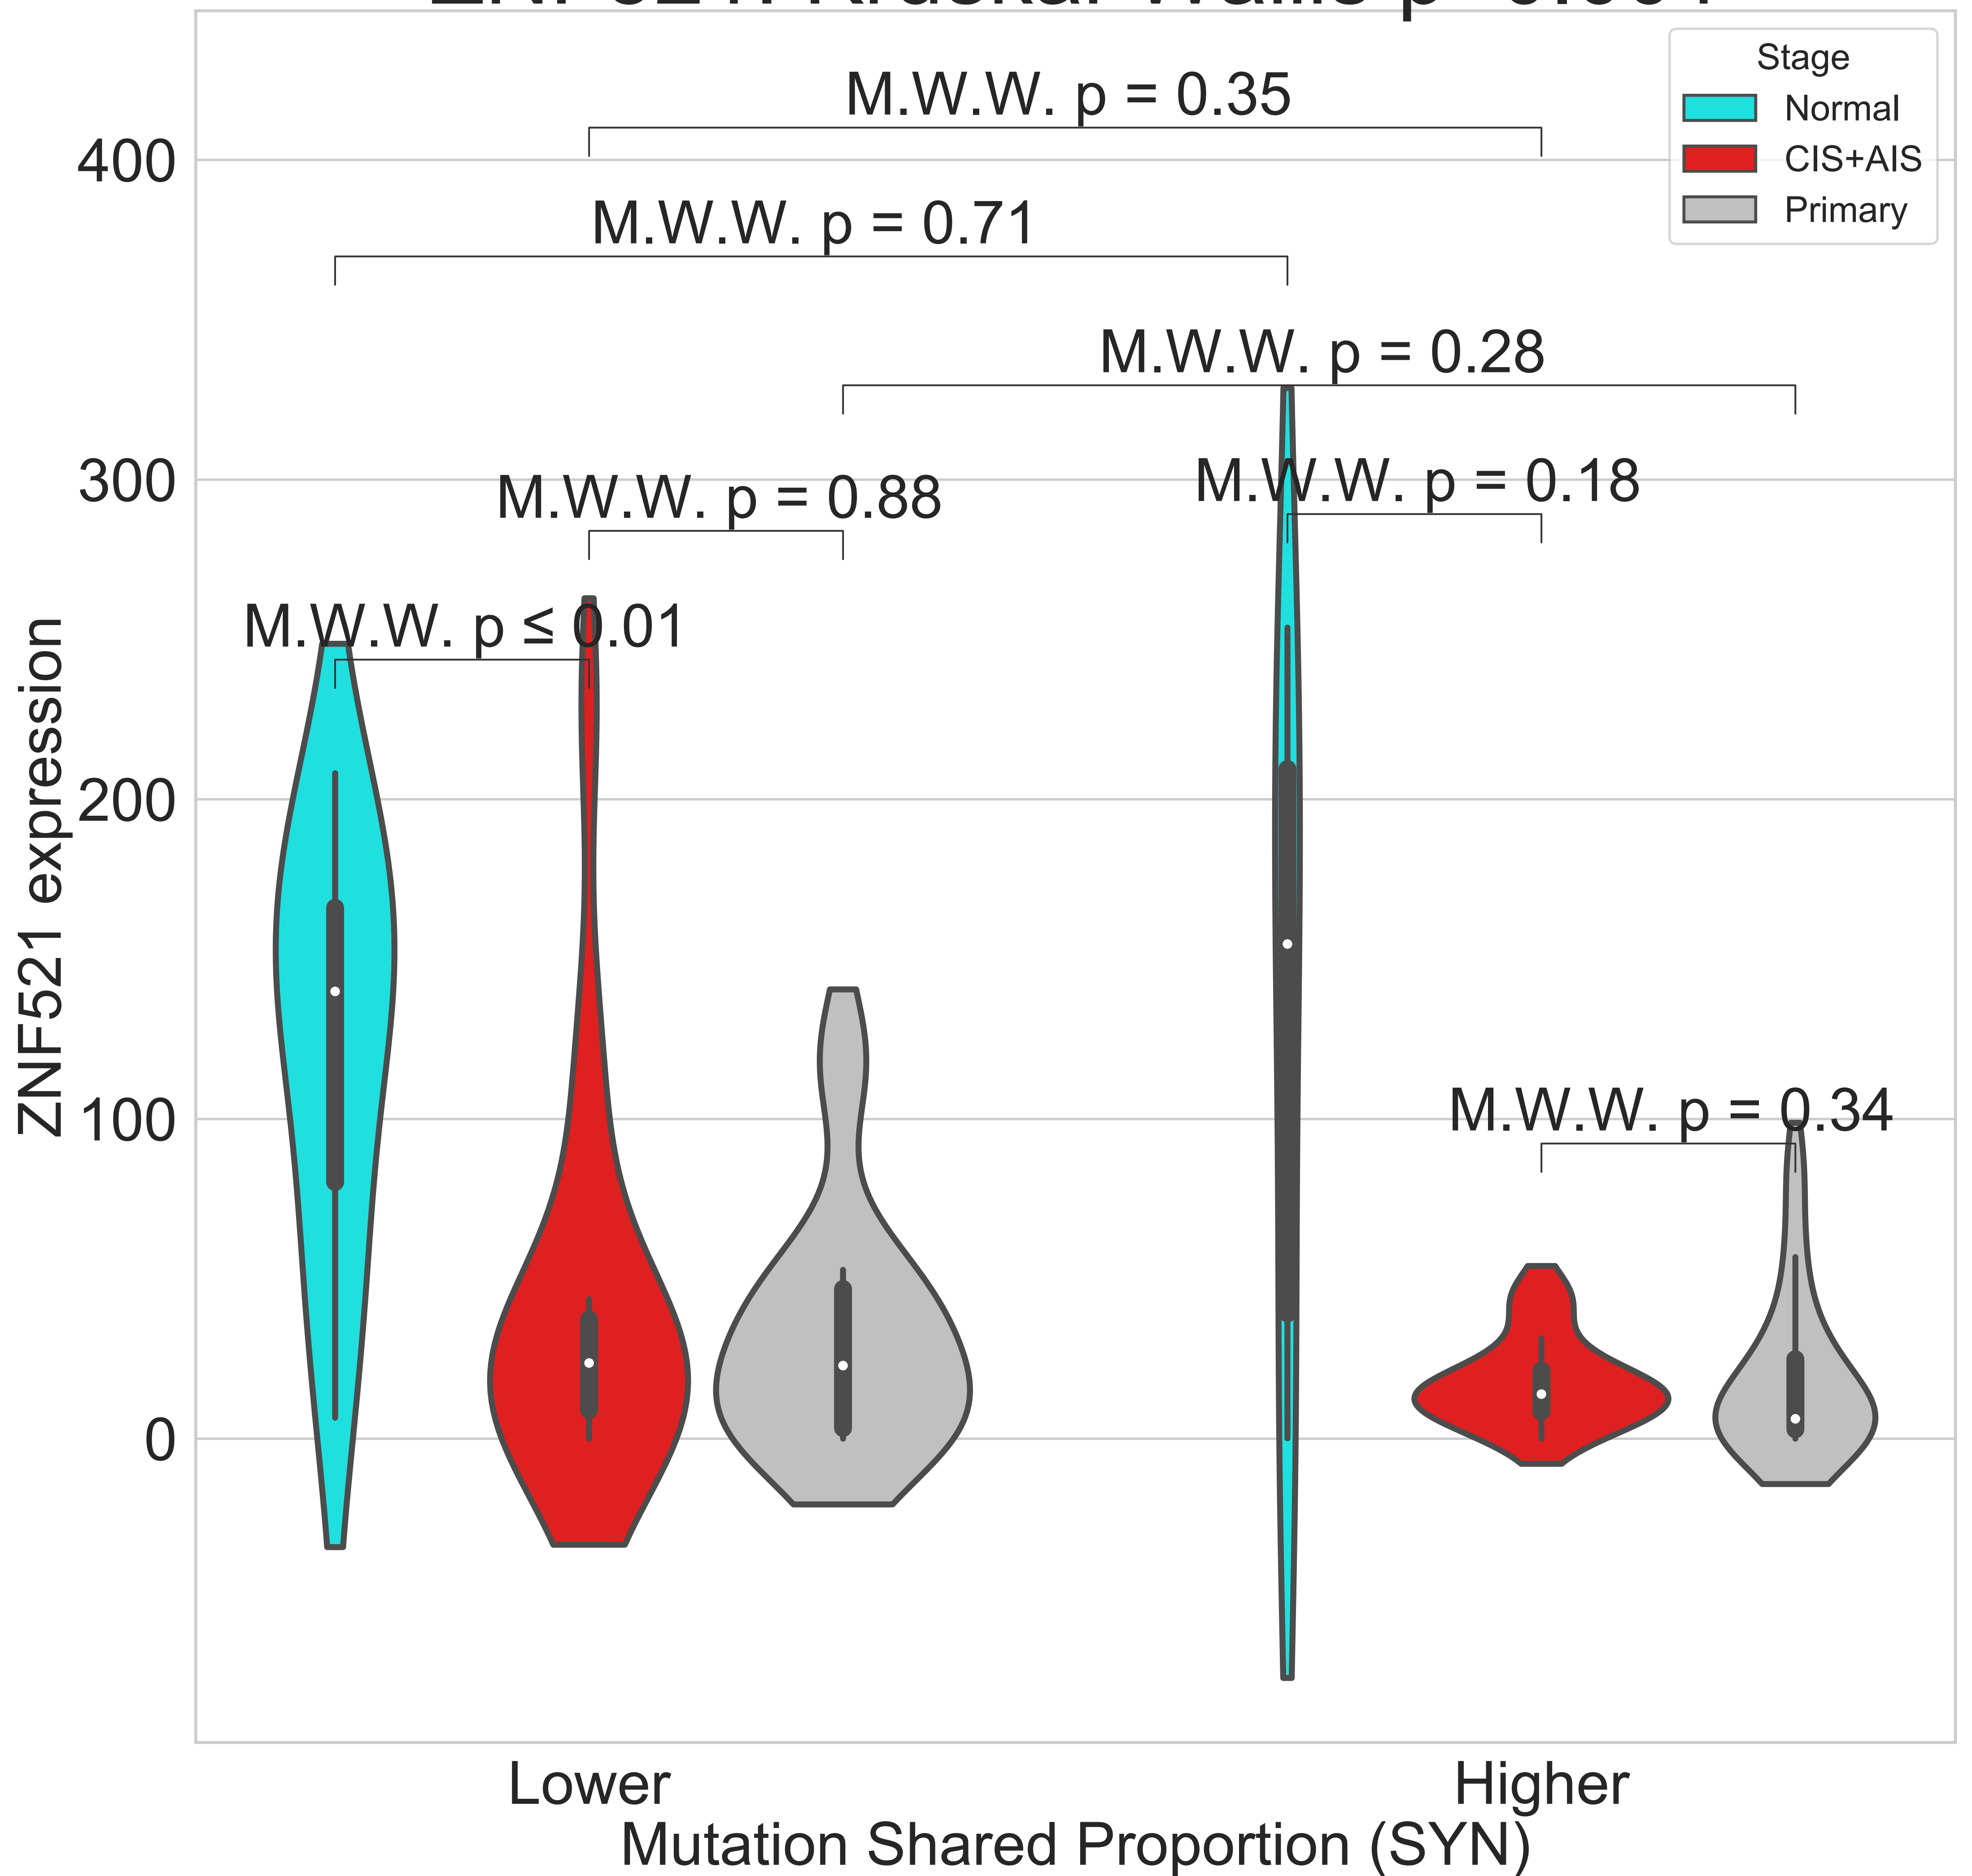 Stage
Normal
CIS+AIS
Primary
M.W.W. p = 0.35
M.W.W. p = 0.71
M.W.W. p = 0.28
M.W.W. p = 0.18
M.W.W. p = 0.88
M.W.W. p ≤ 0.01
M.W.W. p = 0.34
400
300
200
100
0
ZNF521 expression
Lower
Higher
Mutation Shared Proportion (SYN)